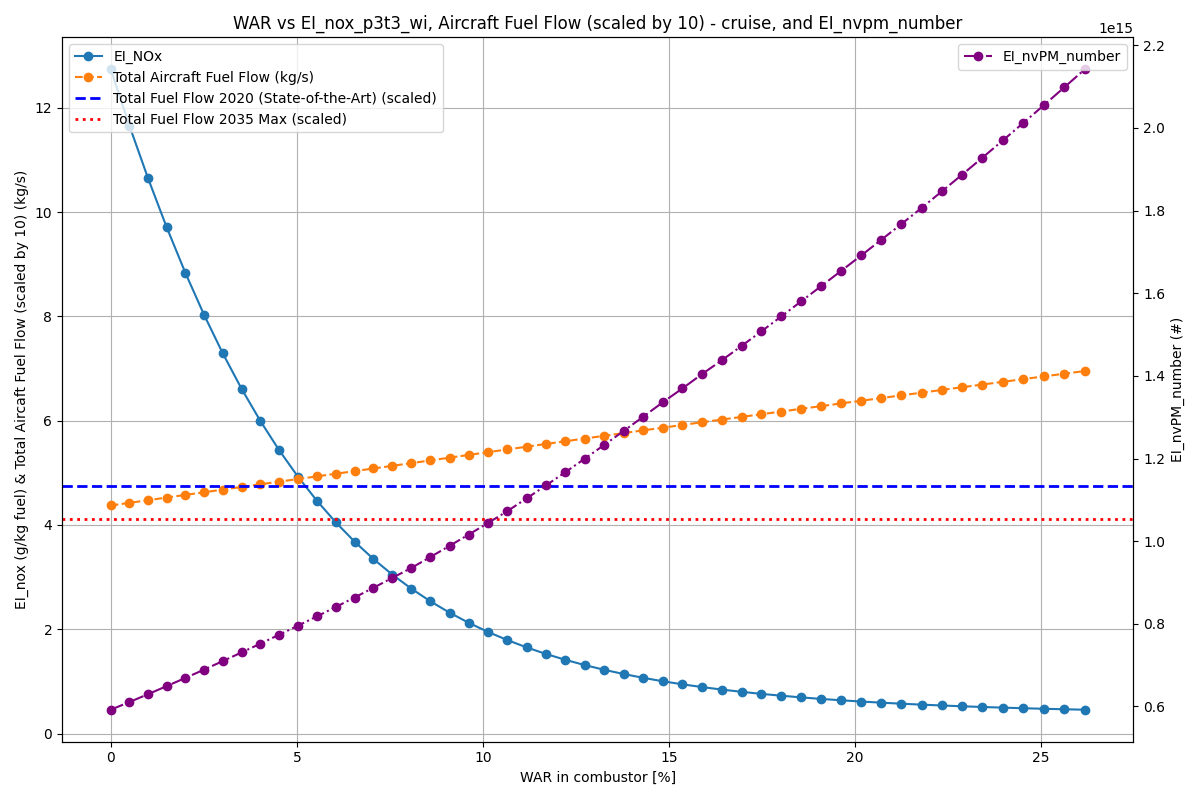 WAR vs EI_nox_p3t3_wi, Aircraft Fuel Flow (scaled by 10) - cruise, and EI_nvpm_number
1e15
EI_NOx
Total Aircraft Fuel Flow (kg/s)
Total Fuel Flow 2020 (State-of-the-Art) (scaled)
Total Fuel Flow 2035 Max (scaled)
EI_nvPM_number
EI_nox (g/kg fuel) & Total Aircaft Fuel Flow (scaled by 10) (kg/s)
12
10
8
6
4
2
0
2.2
2.0
1.8
1.6
1.4
1.2
1.0
0.8
0.6
EI_nvPM_number (#)
0 5 10 15 20 25
WAR in combustor [%]